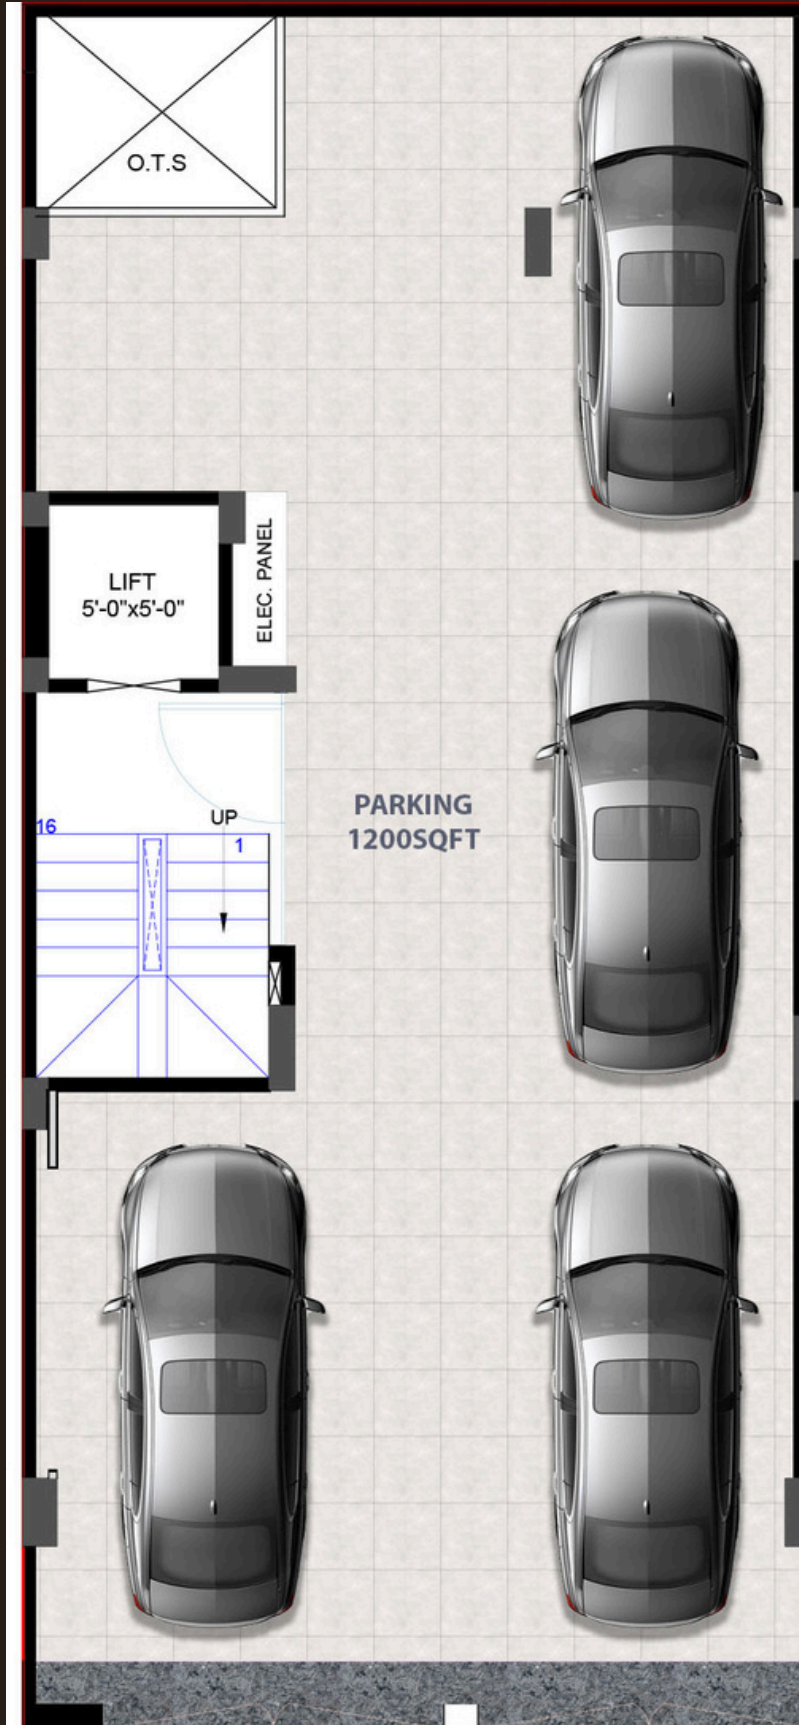 O.T.S
LIFT
5'-0"x5'-0"
ELEC. PANEL
PARKING
1200SQFT
UP
16
1